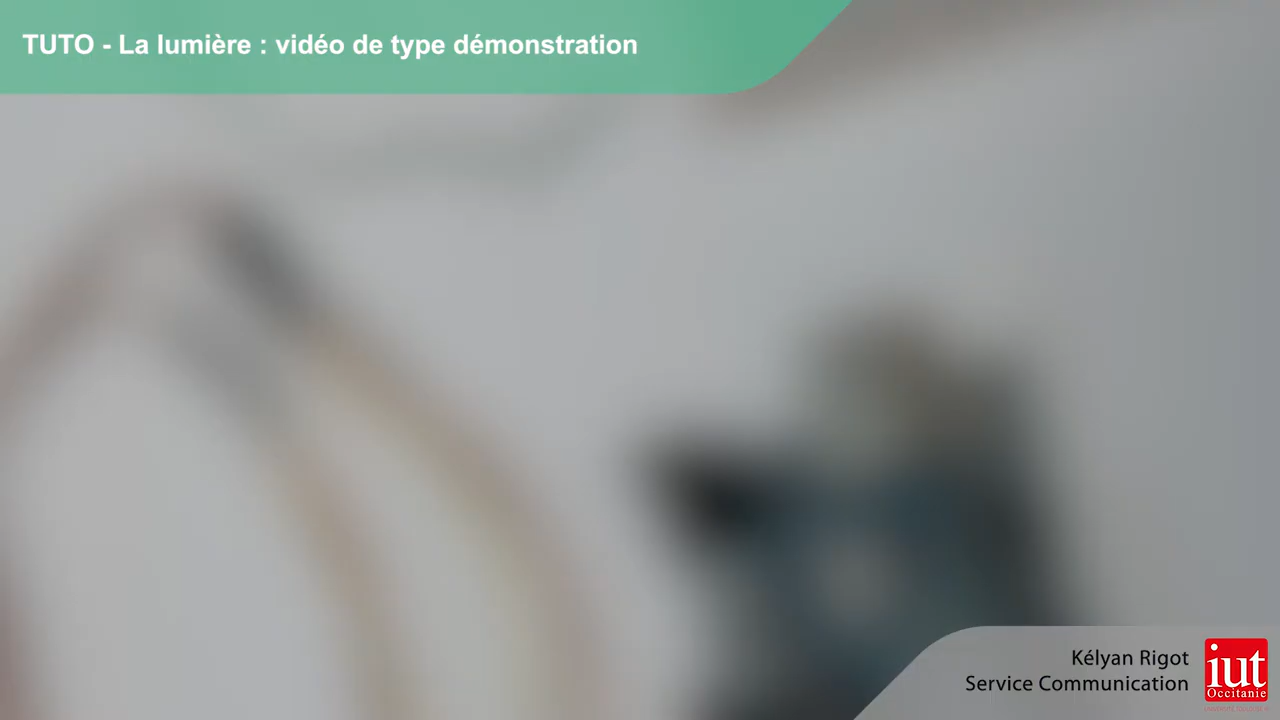 TUTO - La lumière : vidéo de type démonstration
Kélyan Rigot
Service Communication
iut
Occitanie